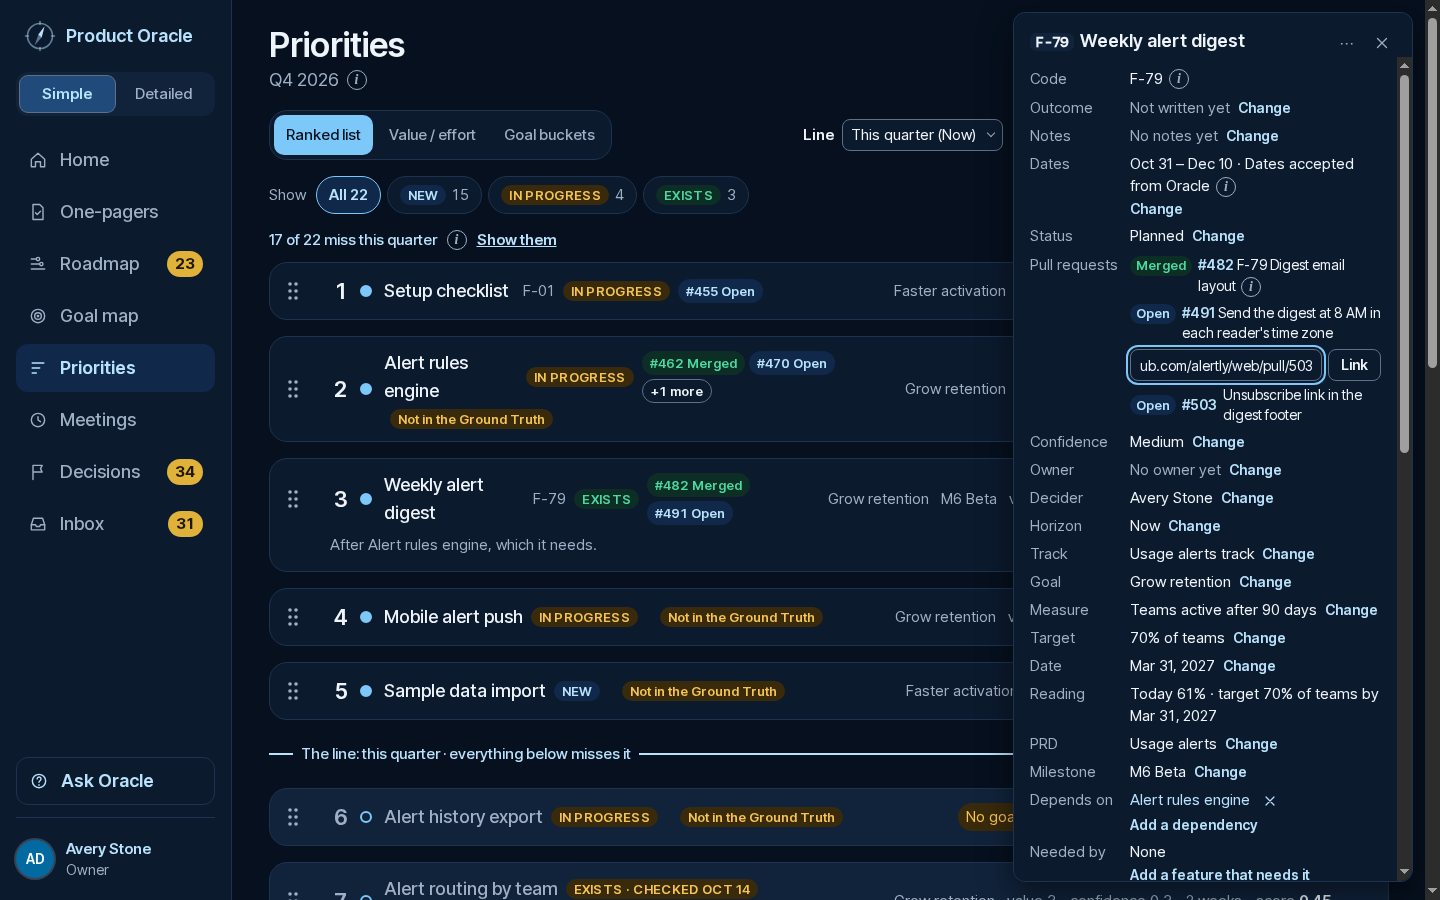 Product Oracle
Simple
Detailed
Home
One-pagers
Roadmap
23
Goal map
Priorities
Meetings
Decisions
34
Inbox
31
Ask Oracle
AD
Avery Stone
Owner
Priorities
Q4 2026 i
Ranked list
Value / effort
Goal buckets
Line
This quarter (Now)
Show
All 22
NEW 15
IN PROGRESS 4
EXISTS 3
17 of 22 miss this quarter i Show them
1 Setup checklist F-01 IN PROGRESS #455 Open Faster activation
2 Alert rules engine IN PROGRESS #462 Merged #470 Open +1 more Grow retention
Not in the Ground Truth
3 Weekly alert digest F-79 EXISTS #482 Merged #491 Open Grow retention M6 Beta
After Alert rules engine, which it needs.
4 Mobile alert push IN PROGRESS Not in the Ground Truth Grow retention
5 Sample data import NEW Not in the Ground Truth Faster activation
The line: this quarter · everything below misses it
6 Alert history export IN PROGRESS Not in the Ground Truth No goa
7 Alert routing by team EXISTS · CHECKED OCT 14
F-79 Weekly alert digest
Code F-79 i
Outcome Not written yet Change
Notes No notes yet Change
Dates Oct 31 – Dec 10 · Dates accepted
from Oracle i
Change
Status Planned Change
Pull requests Merged #482 F-79 Digest email
layout i
Open #491 Send the digest at 8 AM in
each reader's time zone
ub.com/alertly/web/pull/503 Link
Open #503 Unsubscribe link in the
digest footer
Confidence Medium Change
Owner No owner yet Change
Decider Avery Stone Change
Horizon Now Change
Track Usage alerts track Change
Goal Grow retention Change
Measure Teams active after 90 days Change
Target 70% of teams Change
Date Mar 31, 2027 Change
Reading Today 61% · target 70% of teams by
Mar 31, 2027
PRD Usage alerts Change
Milestone M6 Beta Change
Depends on Alert rules engine
Add a dependency
Needed by None
Add a feature that needs it